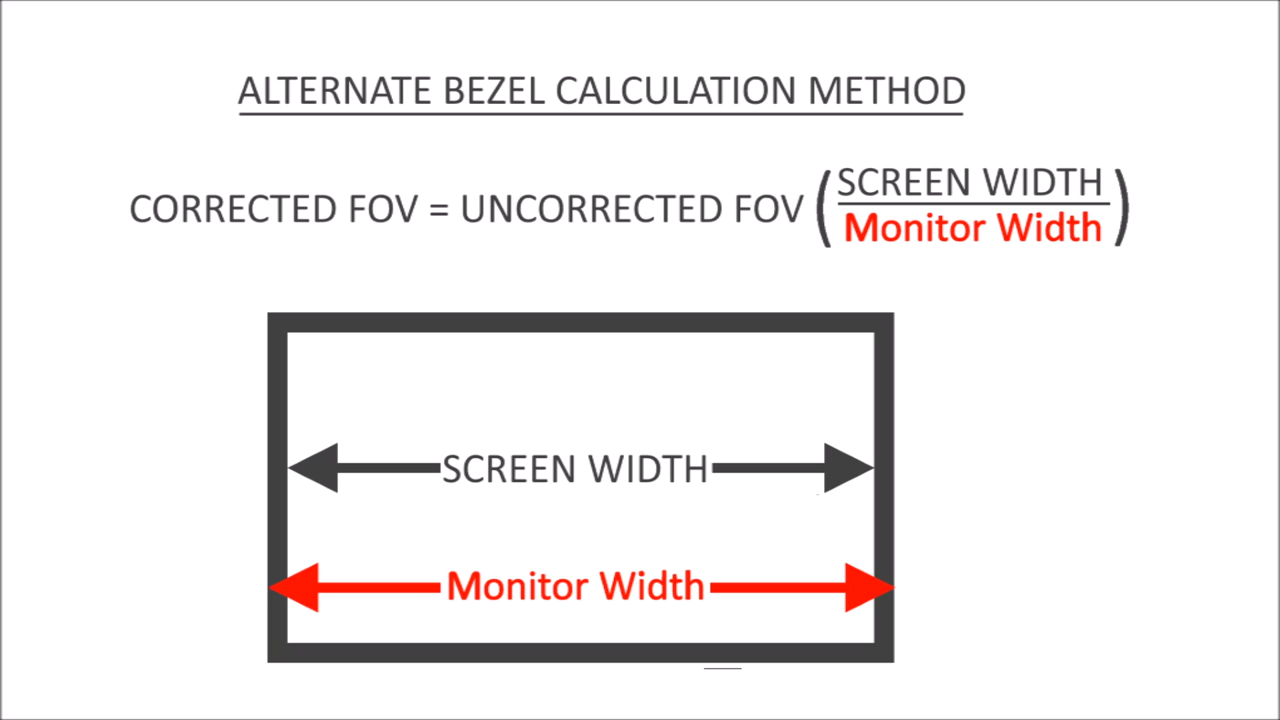 ALTERNATE BEZEL CALCULATION METHOD
CORRECTED FOV = UNCORRECTED FOV (SCREEN WIDTH
Monitor Width)
SCREEN WIDTH
Monitor Width